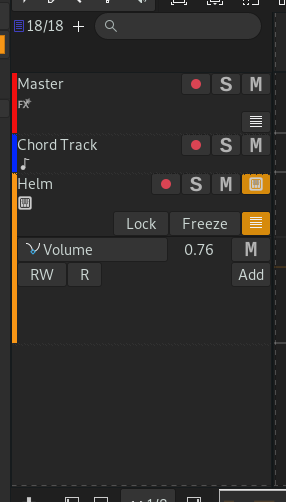 18/18 +
Master S M
FX
Chord Track S M
Helm S M
Lock Freeze
Volume 0.76 M
RW R Add